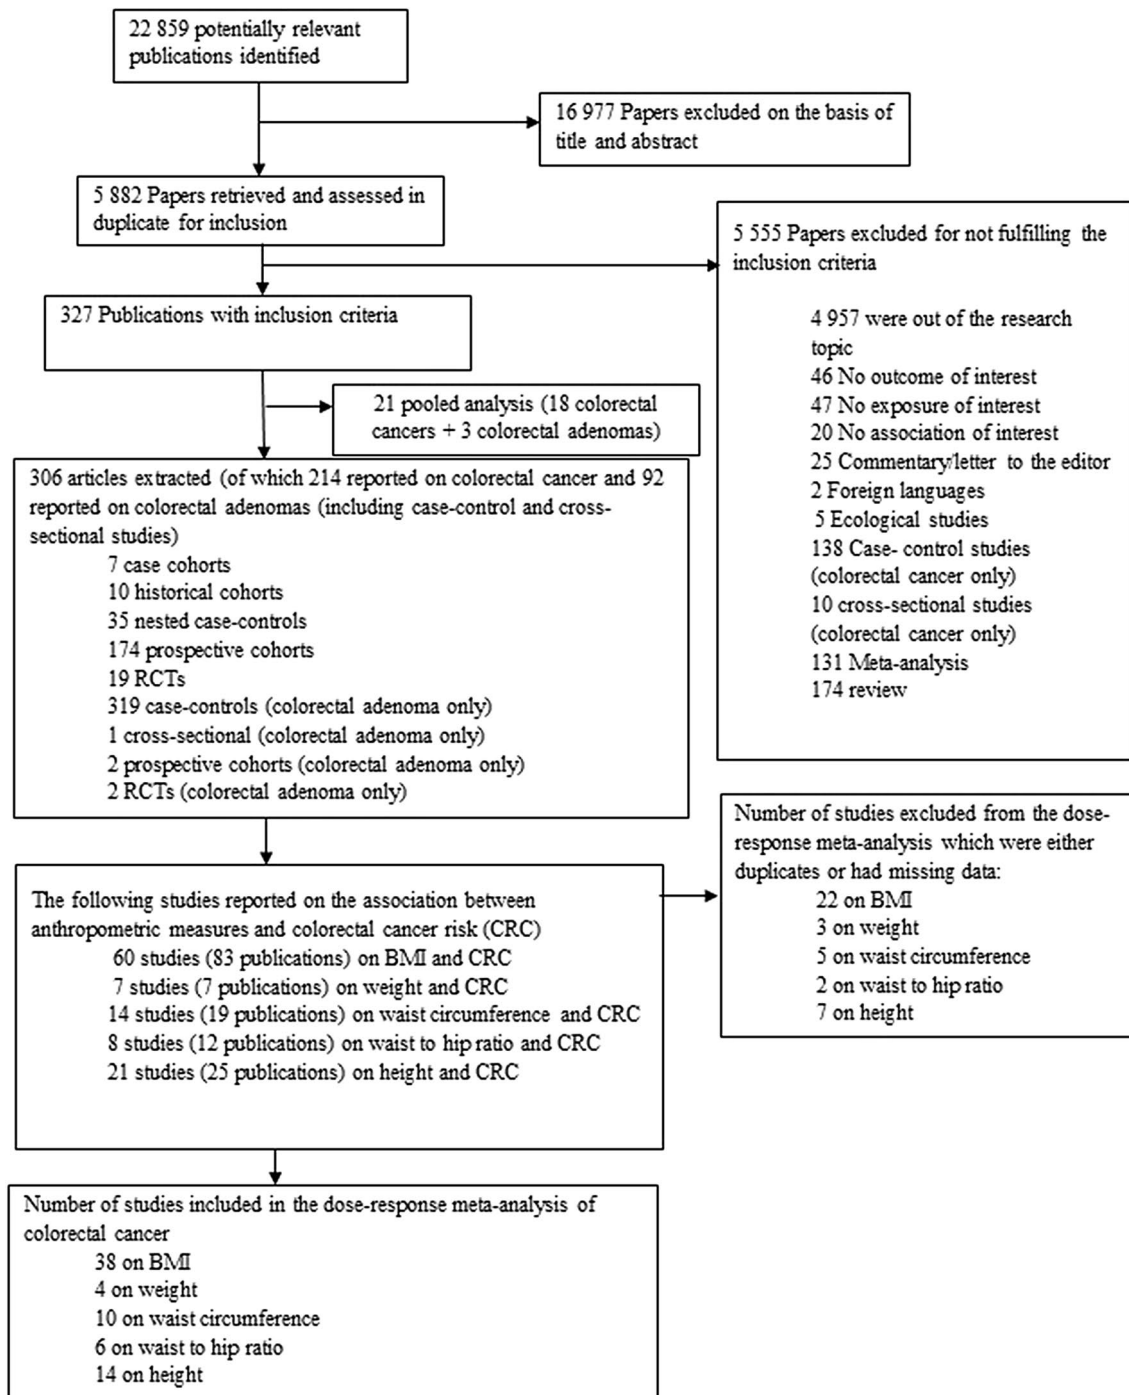 22 859 potentially relevant
publications identified
16 977 Papers excluded on the basis of
title and abstract
5 882 Papers retrieved and assessed in
duplicate for inclusion
5 555 Papers excluded for not fulfilling the
inclusion criteria
4 957 were out of the research
topic
46 No outcome of interest
47 No exposure of interest
20 No association of interest
25 Commentary/letter to the editor
2 Foreign languages
5 Ecological studies
138 Case- control studies
(colorectal cancer only)
10 cross-sectional studies
(colorectal cancer only)
131 Meta-analysis
174 review
327 Publications with inclusion criteria
21 pooled analysis (18 colorectal
cancers + 3 colorectal adenomas)
306 articles extracted (of which 214 reported on colorectal cancer and 92
reported on colorectal adenomas (including case-control and cross-
sectional studies)
7 case cohorts
10 historical cohorts
35 nested case-controls
174 prospective cohorts
19 RCTs
319 case-controls (colorectal adenoma only)
1 cross-sectional (colorectal adenoma only)
2 prospective cohorts (colorectal adenoma only)
2 RCTs (colorectal adenoma only)
Number of studies excluded from the dose-
response meta-analysis which were either
duplicates or had missing data:
22 on BMI
3 on weight
5 on waist circumference
2 on waist to hip ratio
7 on height
The following studies reported on the association between
anthropometric measures and colorectal cancer risk (CRC)
60 studies (83 publications) on BMI and CRC
7 studies (7 publications) on weight and CRC
14 studies (19 publications) on waist circumference and CRC
8 studies (12 publications) on waist to hip ratio and CRC
21 studies (25 publications) on height and CRC
Number of studies included in the dose-response meta-analysis of
colorectal cancer
38 on BMI
4 on weight
10 on waist circumference
6 on waist to hip ratio
14 on height